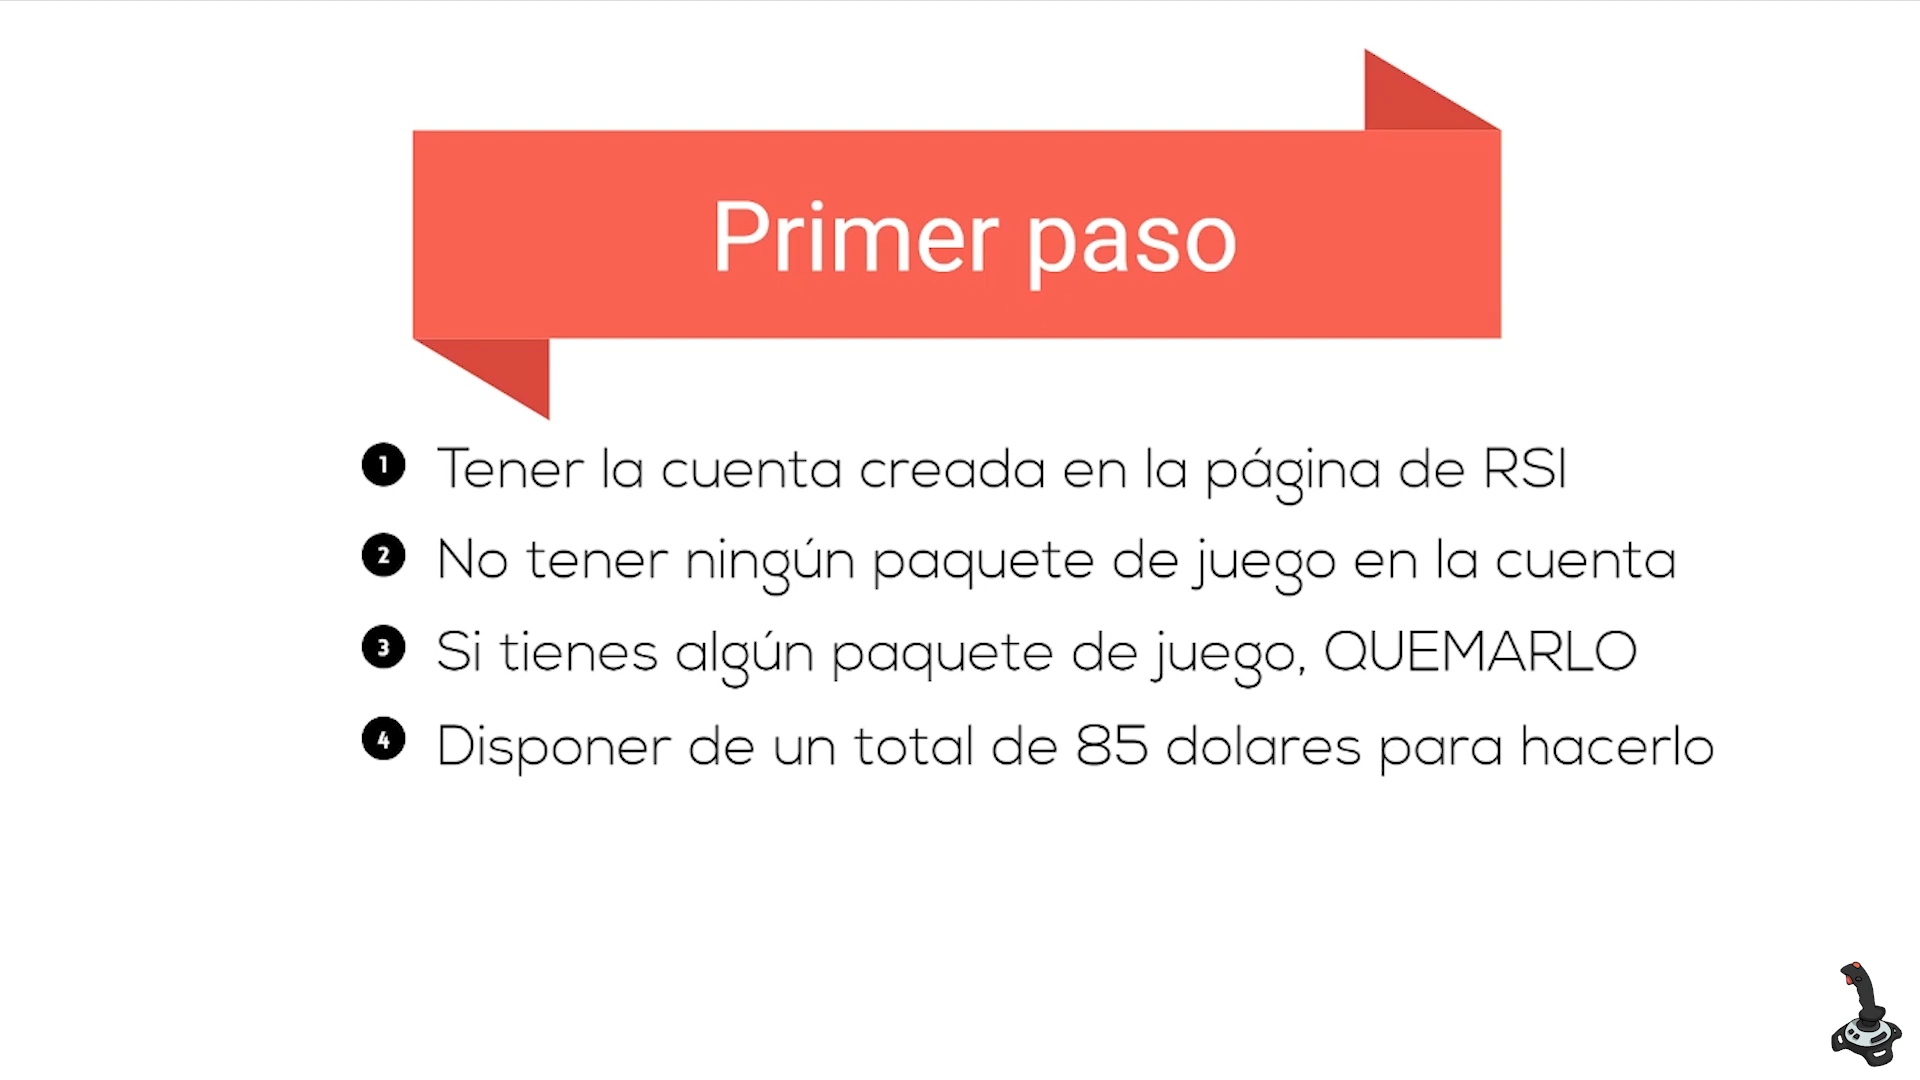 Primer paso
1 Tener la cuenta creada en la página de RSI
2 No tener ningún paquete de juego en la cuenta
3 Si tienes algún paquete de juego, QUEMARLO
4 Disponer de un total de 85 dolares para hacerlo